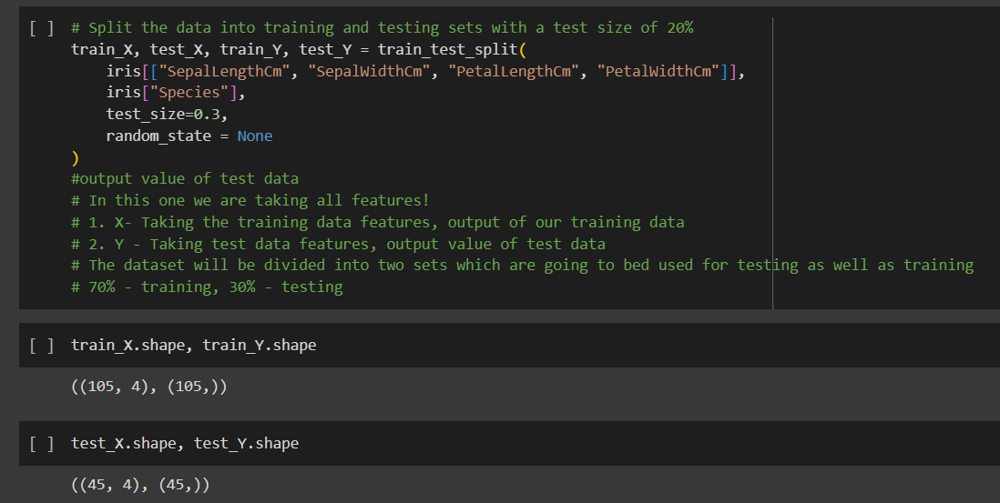 [ ] # Split the data into training and testing sets with a test size of 20%
train_X, test_X, train_Y, test_Y = train_test_split(
    iris[["SepalLengthCm", "SepalWidthCm", "PetalLengthCm", "PetalWidthCm"]],
    iris["Species"],
    test_size=0.3,
    random_state = None
)
#output value of test data
# In this one we are taking all features!
# 1. X- Taking the training data features, output of our training data
# 2. Y - Taking test data features, output value of test data
# The dataset will be divided into two sets which are going to bed used for testing as well as training
# 70% - training, 30% - testing
[ ] train_X.shape, train_Y.shape
((105, 4), (105,))
[ ] test_X.shape, test_Y.shape
((45, 4), (45,))